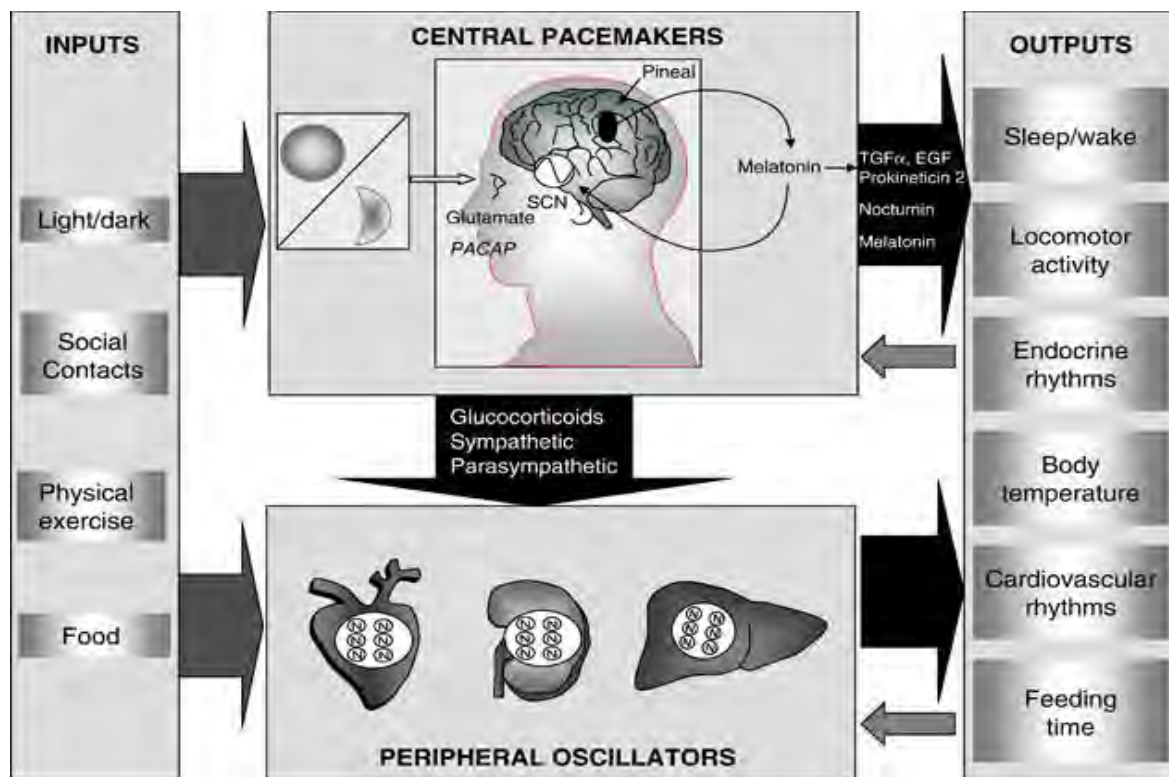 INPUTS
Light/dark
Social
Contacts
Physical
exercise
Food
CENTRAL PACEMAKERS
Pineal
Melatonin
SCN
Glutamate
PACAP
TGFα, EGF
Prokineticin 2
Nocturnin
Melatonin
Glucocorticoids
Sympathetic
Parasympathetic
PERIPHERAL OSCILLATORS
OUTPUTS
Sleep/wake
Locomotor
activity
Endocrine
rhythms
Body
temperature
Cardiovascular
rhythms
Feeding
time